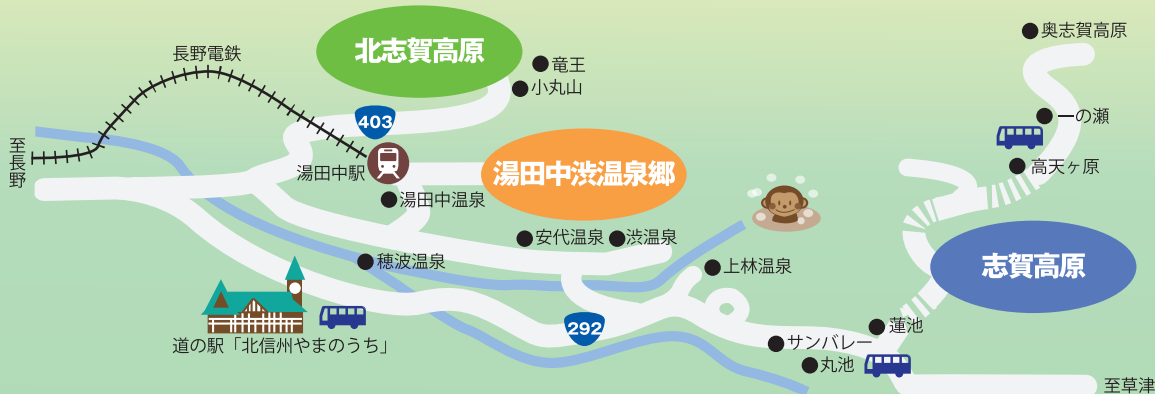 奥志賀高原
北志賀高原
長野電鉄
竜王
小丸山
403
一の瀬
至長野
湯田中駅
湯田中渋温泉郷
高天ヶ原
湯田中温泉
安代温泉
渋温泉
穂波温泉
上林温泉
志賀高原
292
蓮池
サンバレー
道の駅「北信州やまのうち」
丸池
至草津